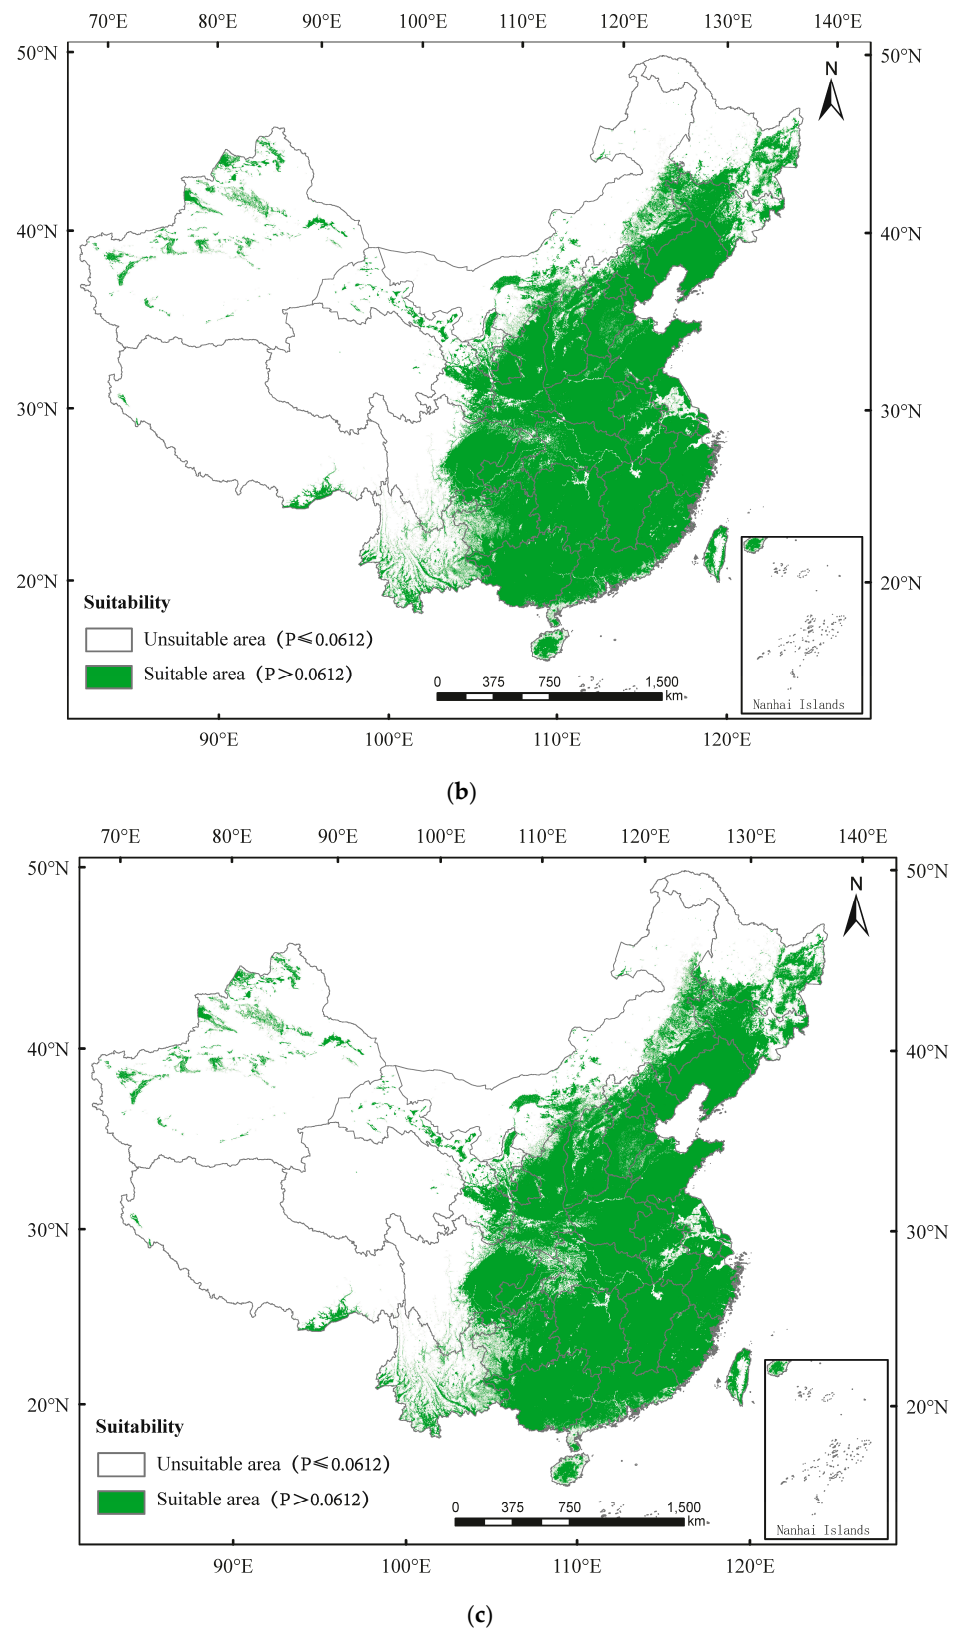 70°E 80°E 90°E 100°E 110°E 120°E 130°E 140°E
50°N 50°N
N
40°N 40°N
30°N 30°N
20°N 20°N
Suitability
Unsuitable area (P≤0.0612)
Suitable area (P>0.0612)
0 375 750 1,500
km
Nanhai Islands
90°E 100°E 110°E 120°E
(b)
70°E 80°E 90°E 100°E 110°E 120°E 130°E 140°E
50°N 50°N
N
40°N 40°N
30°N 30°N
20°N 20°N
Suitability
Unsuitable area (P≤0.0612)
Suitable area (P>0.0612)
0 375 750 1,500
km
Nanhai Islands
90°E 100°E 110°E 120°E
(c)